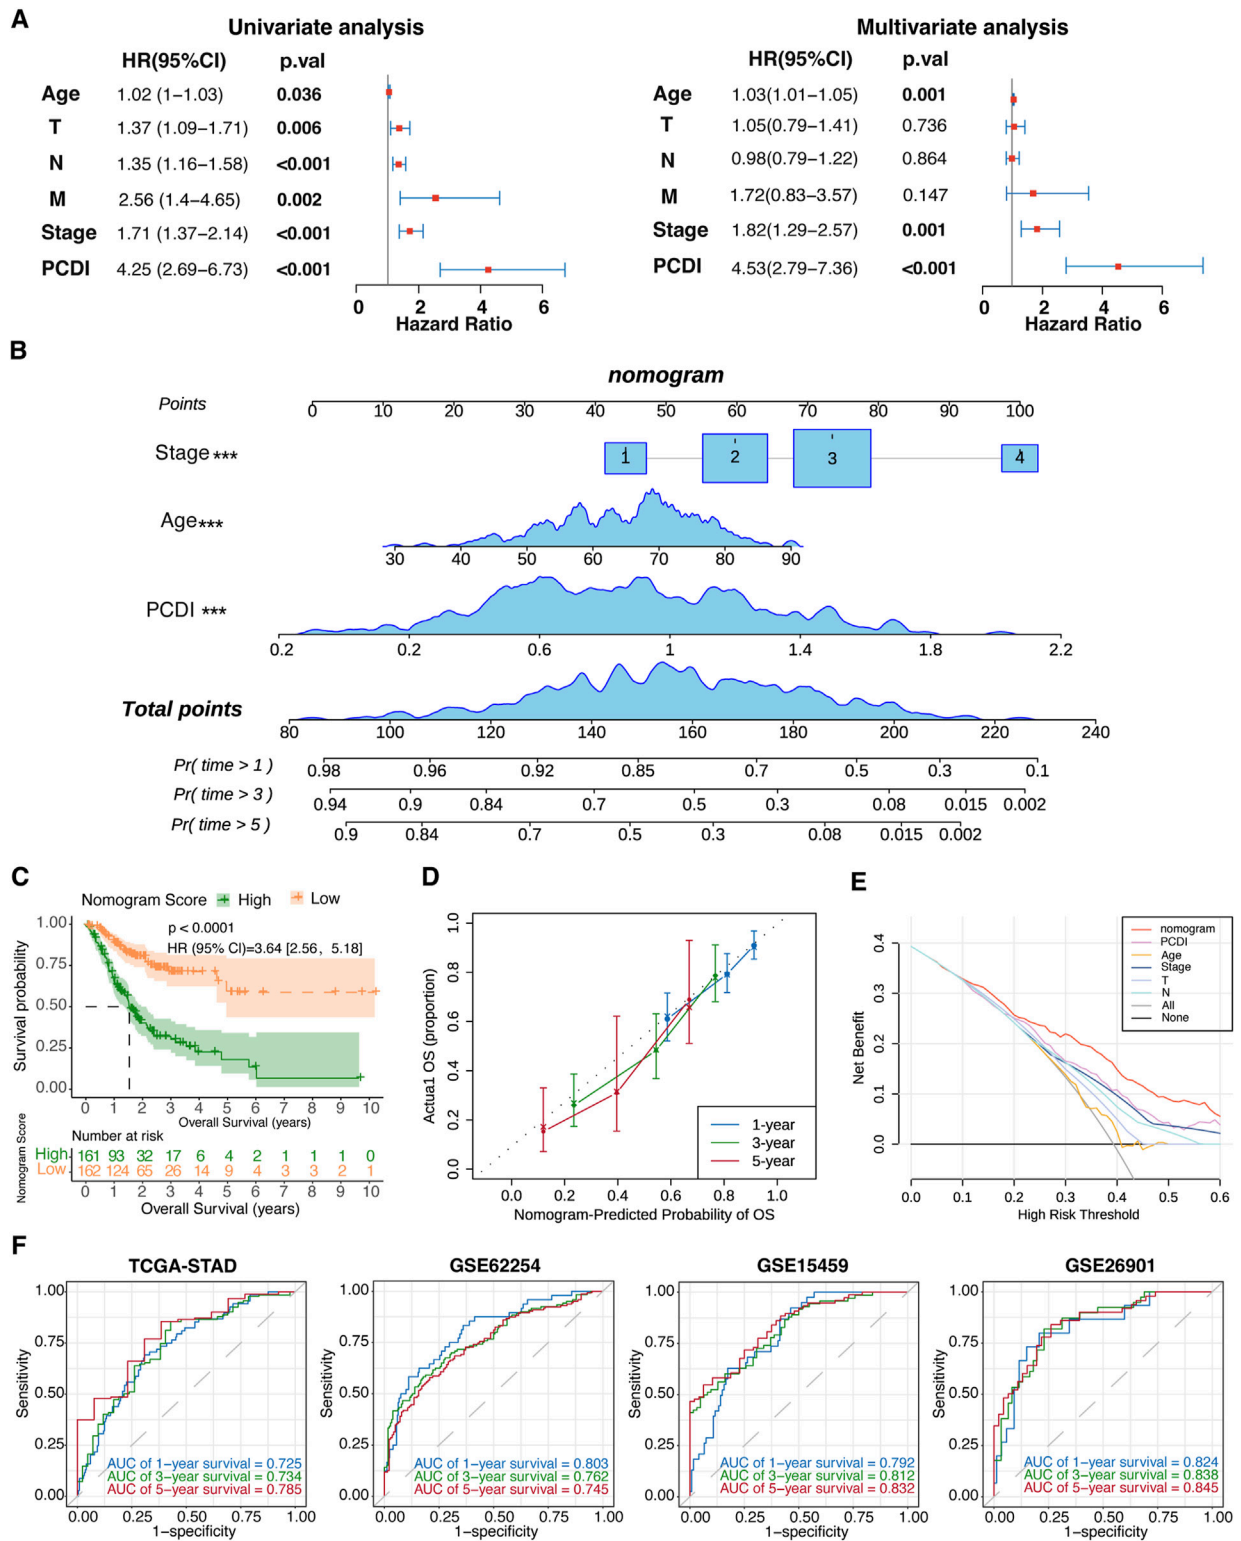 A
Univariate analysis
HR(95%CI) p.val
Age 1.02 (1–1.03) 0.036
T 1.37 (1.09–1.71) 0.006
N 1.35 (1.16–1.58) <0.001
M 2.56 (1.4–4.65) 0.002
Stage 1.71 (1.37–2.14) <0.001
PCDI 4.25 (2.69–6.73) <0.001
0 2 4 6
Hazard Ratio
Multivariate analysis
HR(95%CI) p.val
Age 1.03(1.01–1.05) 0.001
T 1.05(0.79–1.41) 0.736
N 0.98(0.79–1.22) 0.864
M 1.72(0.83–3.57) 0.147
Stage 1.82(1.29–2.57) 0.001
PCDI 4.53(2.79–7.36) <0.001
0 2 4 6
Hazard Ratio
B
nomogram
Points 0 10 20 30 40 50 60 70 80 90 100
Stage*** 1 2 3 4
Age***
30 40 50 60 70 80 90
PCDI ***
0.2 0.2 0.6 1 1.4 1.8 2.2
Total points
80 100 120 140 160 180 200 220 240
Pr( time > 1 ) 0.98 0.96 0.92 0.85 0.7 0.5 0.3 0.1
Pr( time > 3 ) 0.94 0.9 0.84 0.7 0.5 0.3 0.08 0.015 0.002
Pr( time > 5 ) 0.9 0.84 0.7 0.5 0.3 0.08 0.015 0.002
C
Nomogram Score High Low
p < 0.0001
HR (95% CI)=3.64 [2.56, 5.18]
Survival probability
1.00
0.75
0.50
0.25
0.00
0 1 2 3 4 5 6 7 8 9 10
Overall Survival (years)
Number at risk
Nomogram Score
High 161 93 32 17 6 4 2 1 1 1 0
Low 162 124 65 26 14 9 4 3 3 2 1
0 1 2 3 4 5 6 7 8 9 10
Overall Survival (years)
D
Actua1 OS (proportion)
1.0
0.8
0.6
0.4
0.2
0.0
1-year
3-year
5-year
0.0 0.2 0.4 0.6 0.8 1.0
Nomogram-Predicted Probability of OS
E
Net Benefit
0.4
0.3
0.2
0.1
0.0
nomogram
PCDI
Age
Stage
T
N
All
None
0.0 0.1 0.2 0.3 0.4 0.5 0.6
High Risk Threshold
F
TCGA-STAD
Sensitivity
1.00
0.75
0.50
0.25
0.00
AUC of 1–year survival = 0.725
AUC of 3–year survival = 0.734
AUC of 5–year survival = 0.785
0.00 0.25 0.50 0.75 1.00
1–specificity
GSE62254
Sensitivity
1.00
0.75
0.50
0.25
0.00
AUC of 1–year survival = 0.803
AUC of 3–year survival = 0.762
AUC of 5–year survival = 0.745
0.00 0.25 0.50 0.75 1.00
1–specificity
GSE15459
Sensitivity
1.00
0.75
0.50
0.25
0.00
AUC of 1–year survival = 0.792
AUC of 3–year survival = 0.812
AUC of 5–year survival = 0.832
0.00 0.25 0.50 0.75 1.00
1–specificity
GSE26901
Sensitivity
1.00
0.75
0.50
0.25
0.00
AUC of 1–year survival = 0.824
AUC of 3–year survival = 0.838
AUC of 5–year survival = 0.845
0.00 0.25 0.50 0.75 1.00
1–specificity